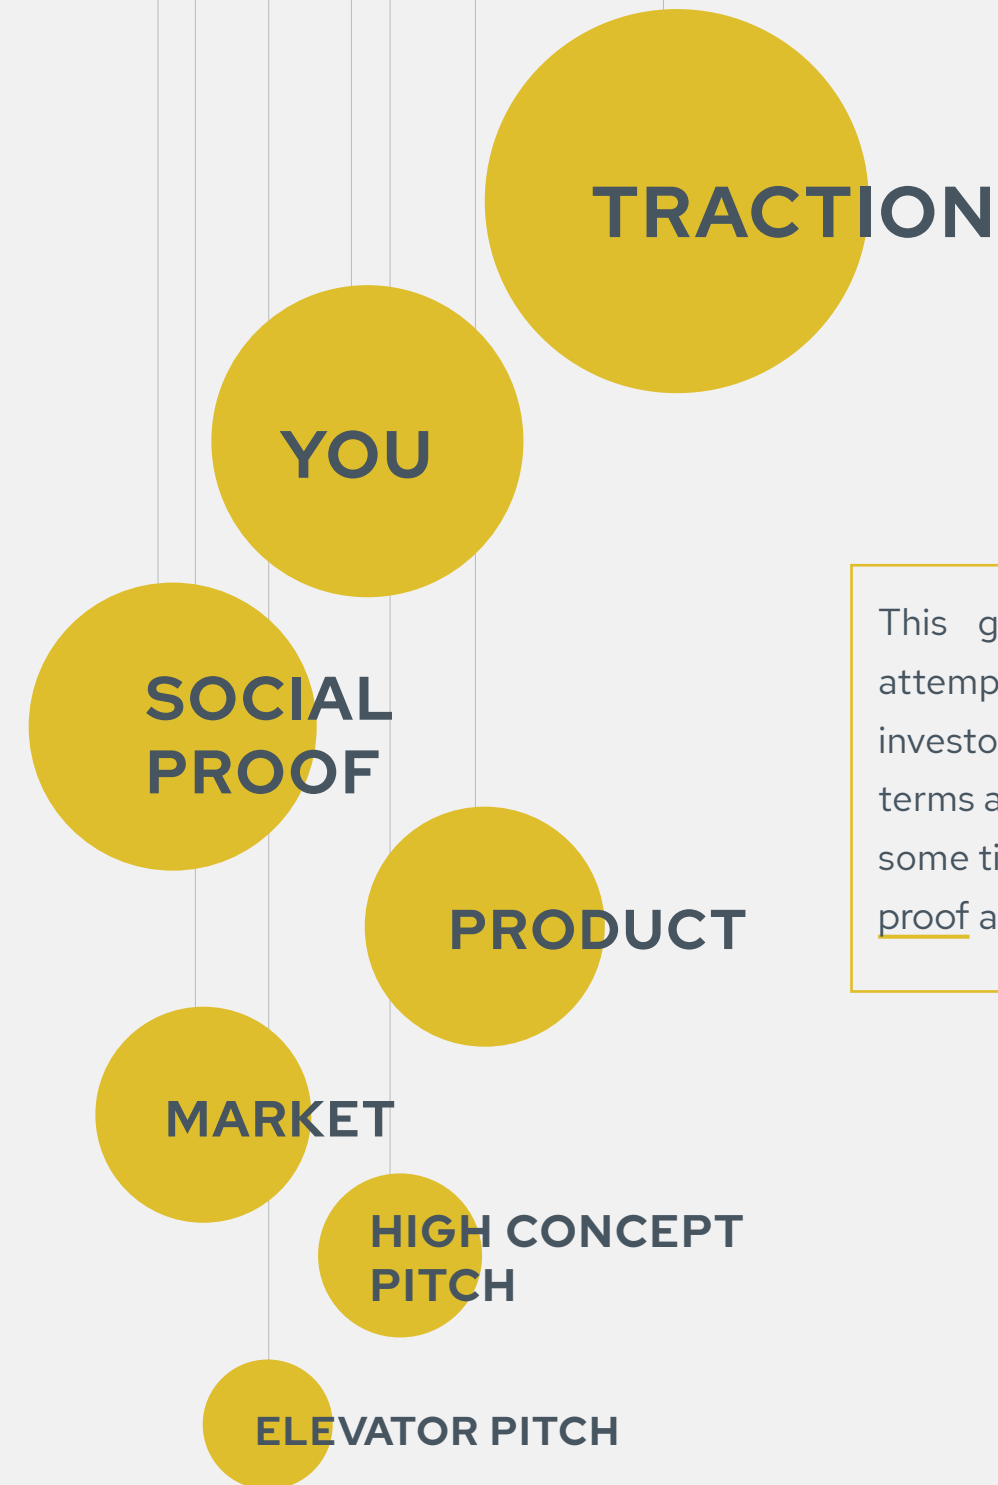 TRACTION
YOU
SOCIAL
PROOF
PRODUCT
MARKET
HIGH CONCEPT
PITCH
ELEVATOR PITCH
This g
attemp
investo
terms a
some ti
proof a